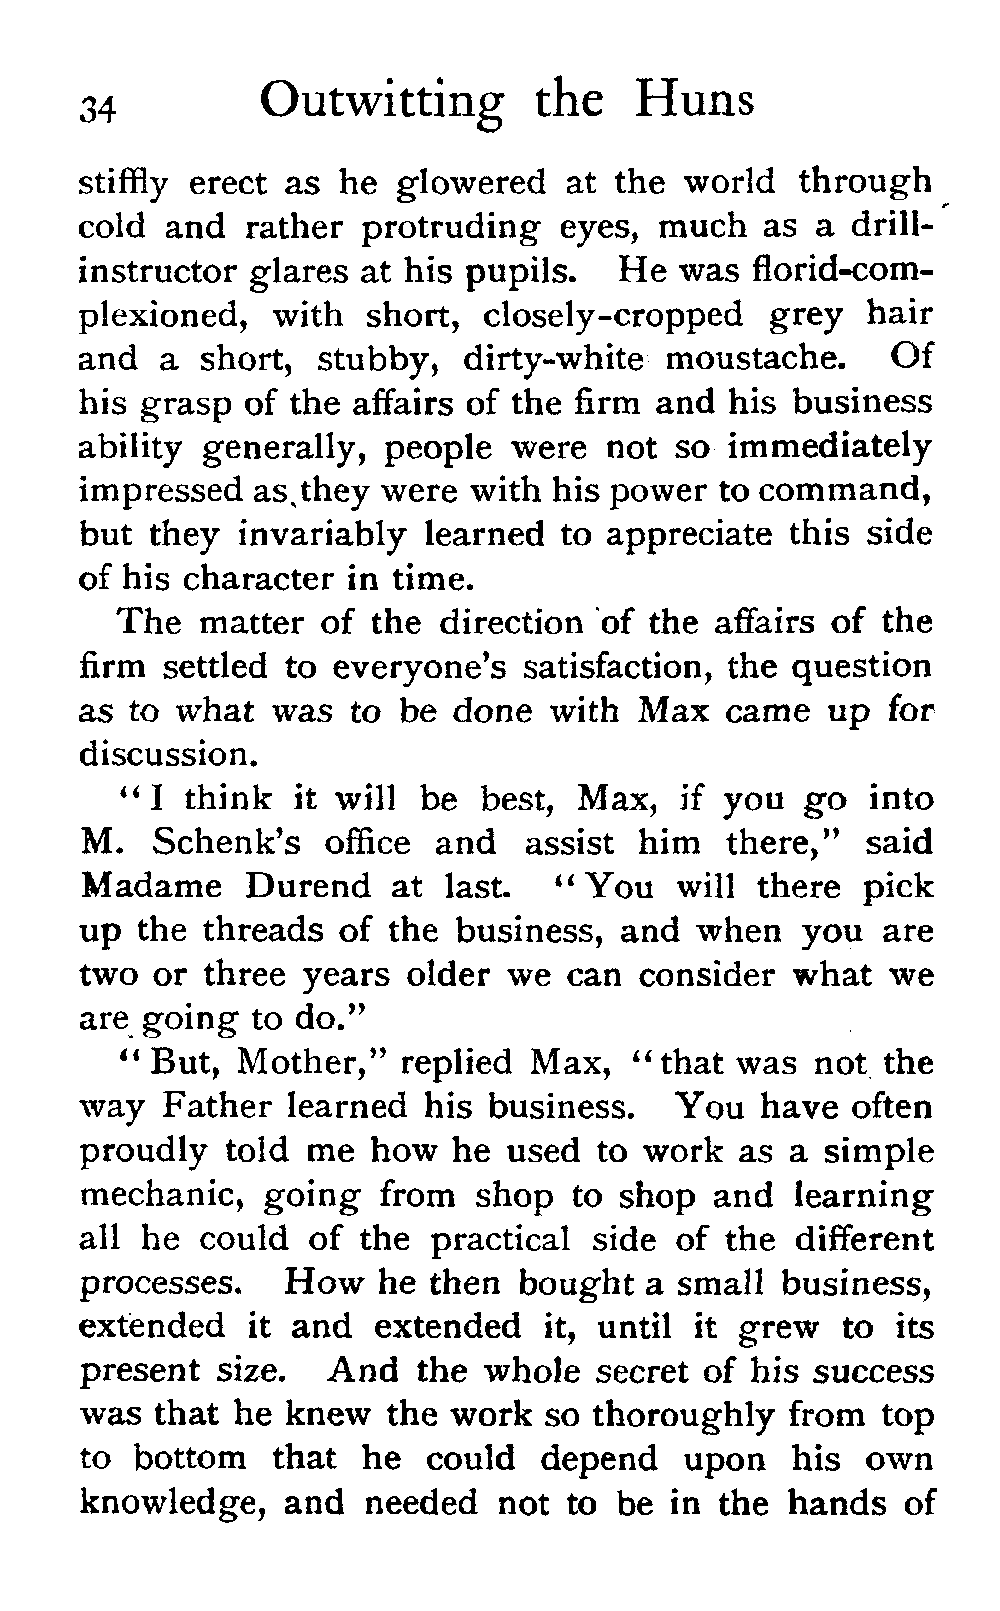 34 Outwitting the Huns
stiffly erect as he glowered at the world through
cold and rather protruding eyes, much as a drill-
instructor glares at his pupils. He was florid-com-
plexioned, with short, closely-cropped grey hair
and a short, stubby, dirty-white moustache. Of
his grasp of the affairs of the firm and his business
ability generally, people were not so immediately
impressed as they were with his power to command,
but they invariably learned to appreciate this side
of his character in time.
The matter of the direction of the affairs of the
firm settled to everyone's satisfaction, the question
as to what was to be done with Max came up for
discussion.
"I think it will be best, Max, if you go into
M. Schenk's office and assist him there," said
Madame Durend at last. "You will there pick
up the threads of the business, and when you are
two or three years older we can consider what we
are going to do."
"But, Mother," replied Max, "that was not the
way Father learned his business. You have often
proudly told me how he used to work as a simple
mechanic, going from shop to shop and learning
all he could of the practical side of the different
processes. How he then bought a small business,
extended it and extended it, until it grew to its
present size. And the whole secret of his success
was that he knew the work so thoroughly from top
to bottom that he could depend upon his own
knowledge, and needed not to be in the hands of